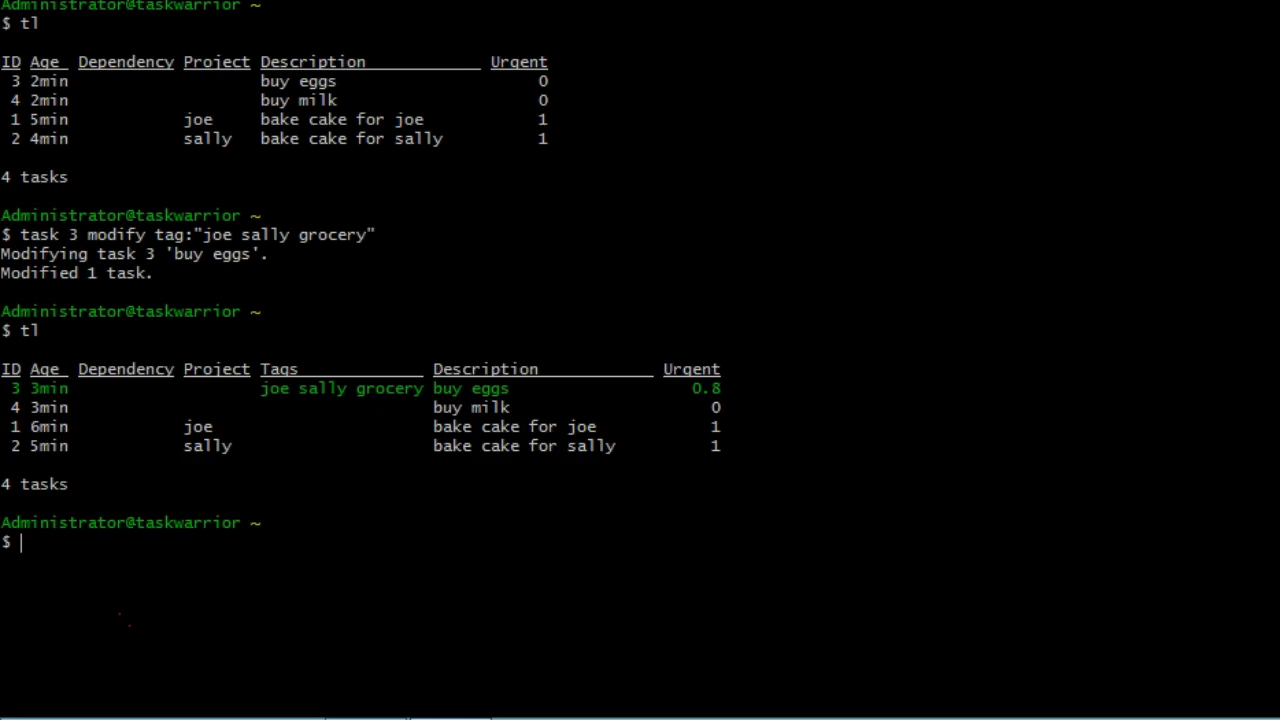 Administrator@taskwarrior ~
$ tl
ID Age Dependency Project Description Urgent
3 2min buy eggs 0
4 2min buy milk 0
1 5min joe bake cake for joe 1
2 4min sally bake cake for sally 1
4 tasks
Administrator@taskwarrior ~
$ task 3 modify tag:"joe sally grocery"
Modifying task 3 'buy eggs'.
Modified 1 task.
Administrator@taskwarrior ~
$ tl
ID Age Dependency Project Tags Description Urgent
3 3min joe sally grocery buy eggs 0.8
4 3min buy milk 0
1 6min joe bake cake for joe 1
2 5min sally bake cake for sally 1
4 tasks
Administrator@taskwarrior ~
$